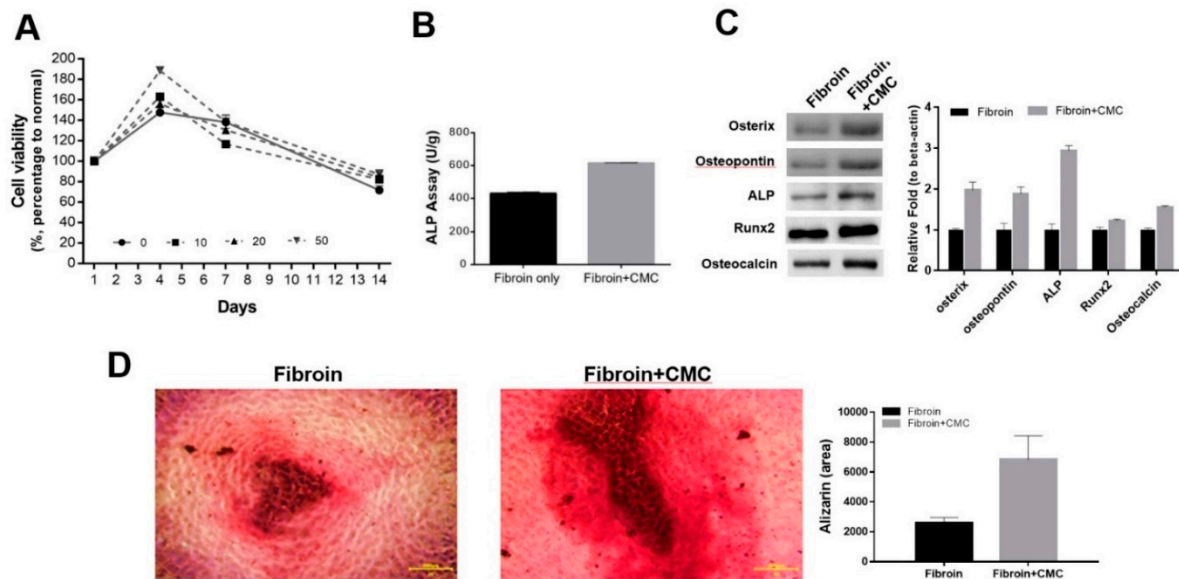 A
Cell viability
(%, percentage to normal)
200
180
160
140
120
100
80
60
40
20
0
0 10 20 50
1 2 3 4 5 6 7 8 9 10 11 12 13 14
Days
B
ALP Assay (U/g)
800
600
400
200
0
Fibroin only Fibroin+CMC
C
Fibroin Fibroin+CMC
Osterix
Osteopontin
ALP
Runx2
Osteocalcin
Relative Fold (to beta-actin)
Fibroin Fibroin+CMC
4
3
2
1
0
osterix osteopontin ALP Runx2 Osteocalcin
D
Fibroin
Fibroin+CMC
Alizarin (area)
10000
8000
6000
4000
2000
0
Fibroin
Fibroin+CMC
Fibroin Fibroin+CMC